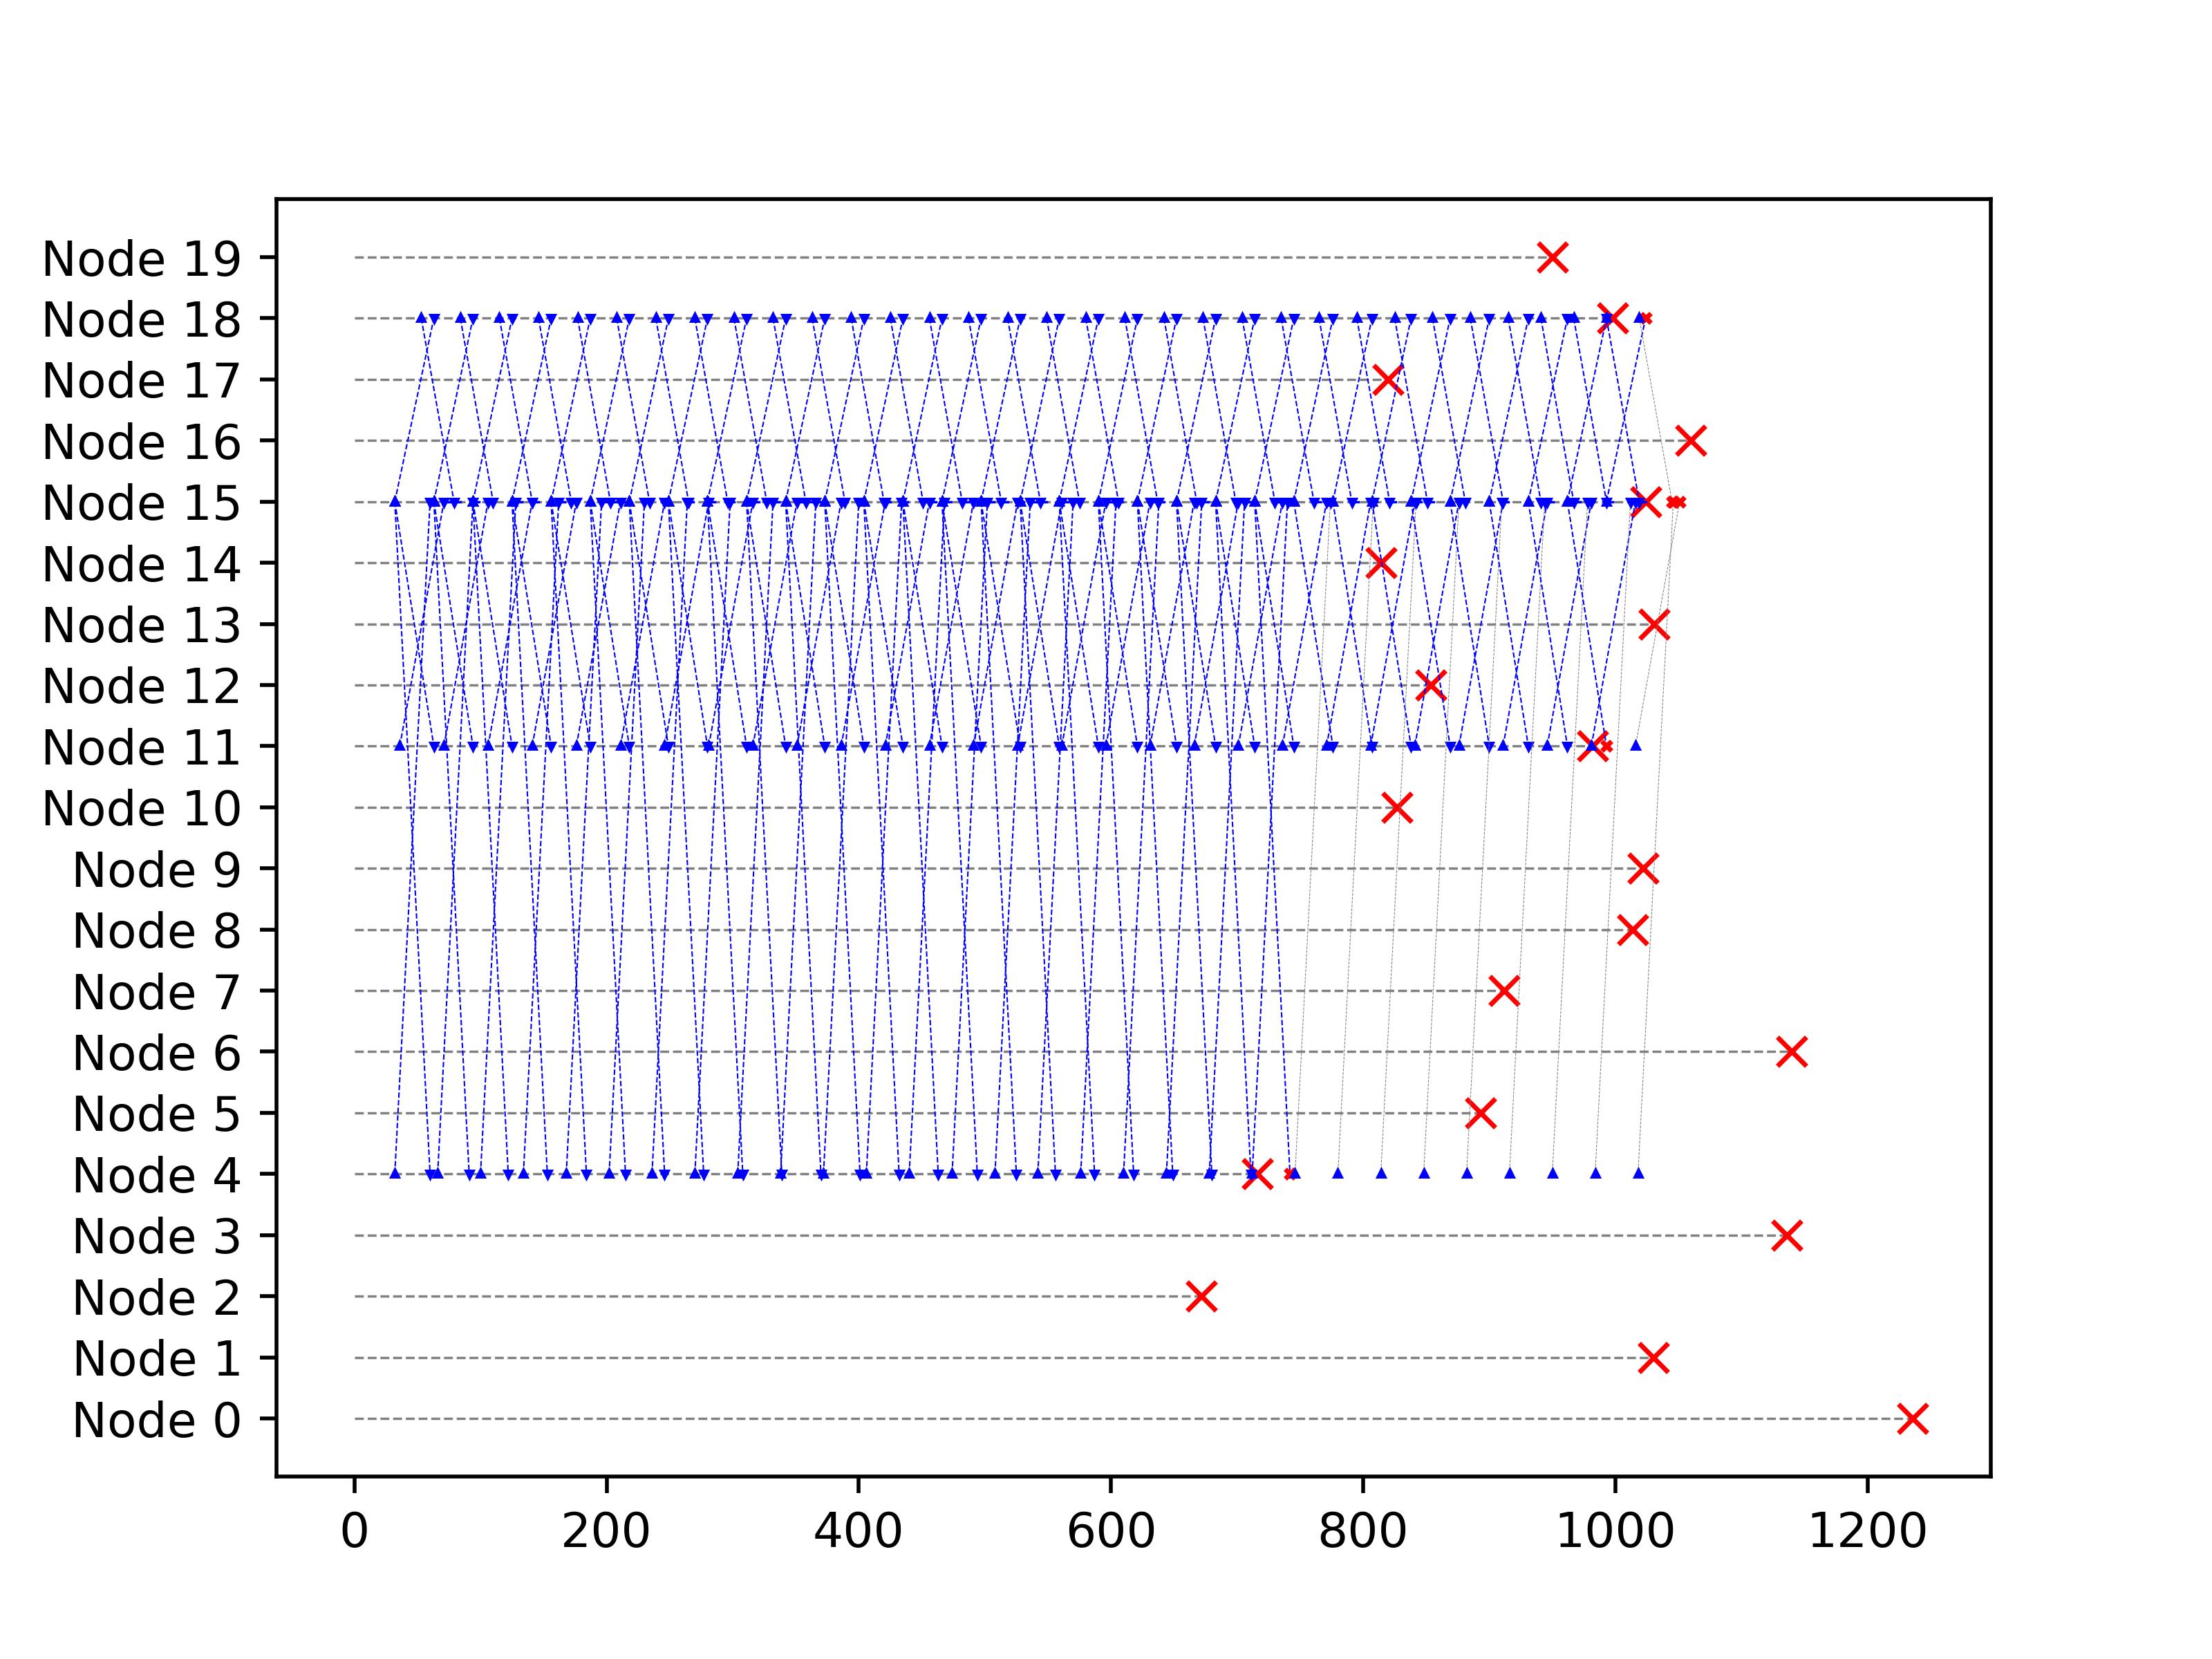 Node 19
Node 18
Node 17
Node 16
Node 15
Node 14
Node 13
Node 12
Node 11
Node 10
Node 9
Node 8
Node 7
Node 6
Node 5
Node 4
Node 3
Node 2
Node 1
Node 0
0 200 400 600 800 1000 1200